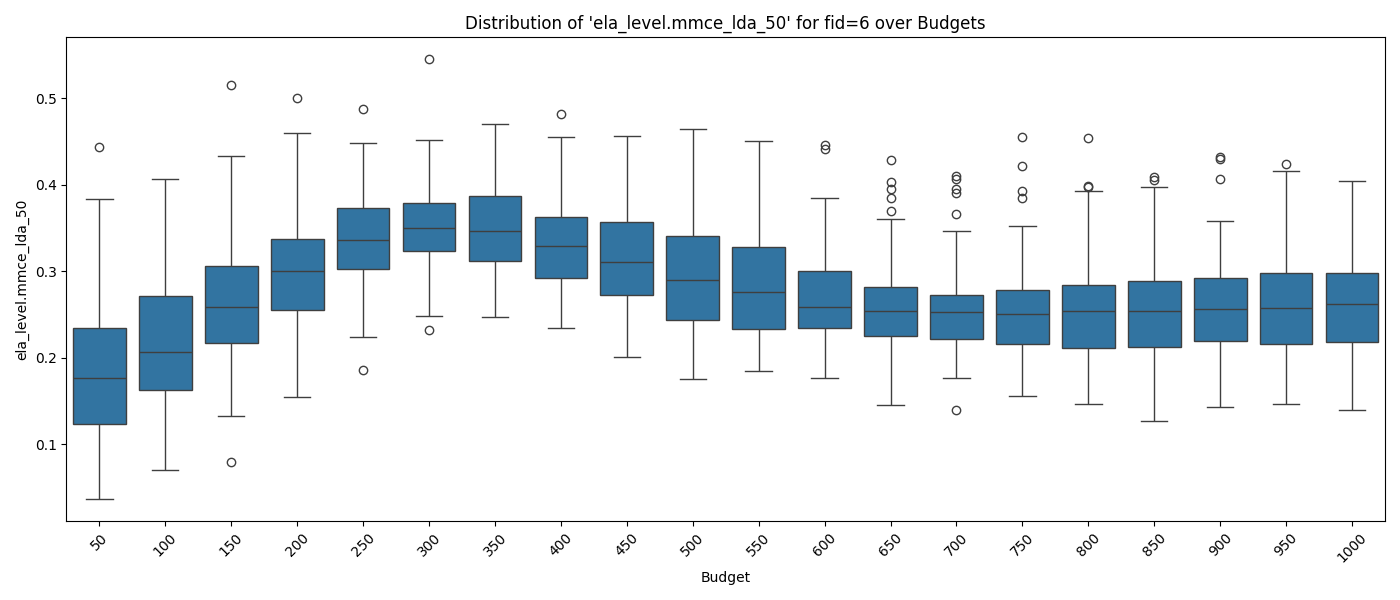 Distribution of 'ela_level.mmce_lda_50' for fid=6 over Budgets
ela_level.mmce_lda_50
0.5
0.4
0.3
0.2
0.1
50 100 150 200 250 300 350 400 450 500 550 600 650 700 750 800 850 900 950 1000
Budget